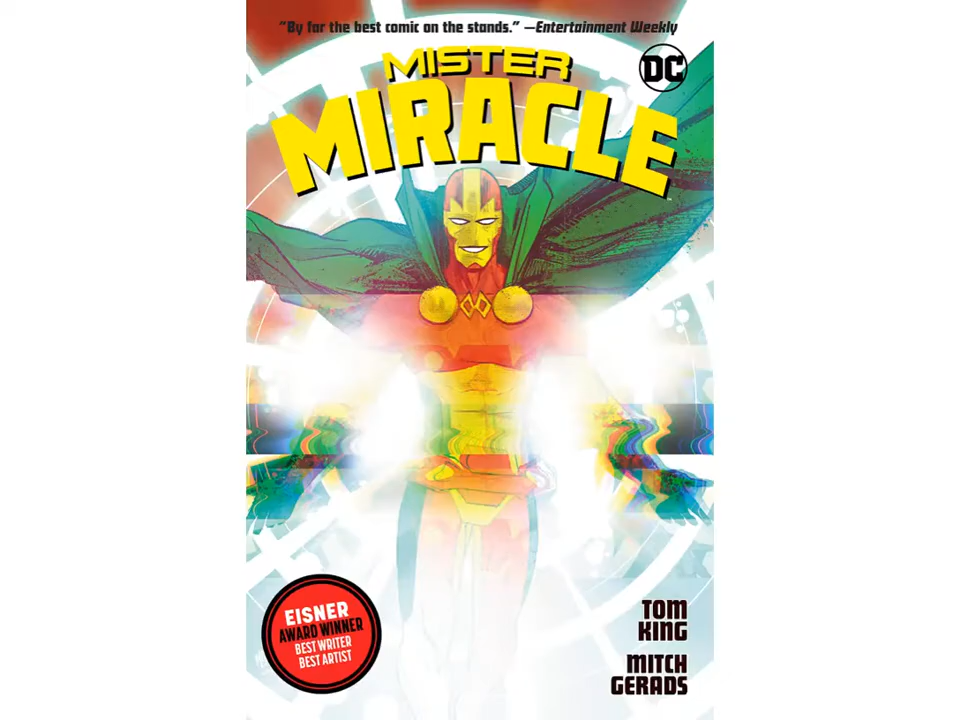 "By far the best comic on the stands." —Entertainment Weekly
MISTER
DC
MIRACLE
EISNER
AWARD WINNER
BEST WRITER
BEST ARTIST
TOM
KING
MITCH
GERADS